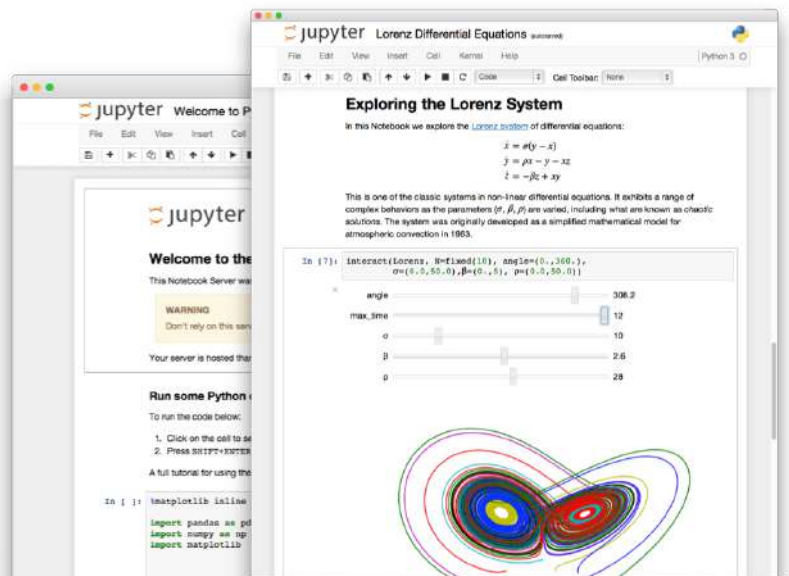 jupyter Lorenz Differential Equations (autosaved)
File Edit View Insert Cell Kernel Help Python 3
Code Cell Toolbar: None
Exploring the Lorenz System
In this Notebook we explore the Lorenz system of differential equations:
ẋ = σ(y − x)
ẏ = ρx − y − xz
ż = −βz + xy
This is one of the classic systems in non-linear differential equations. It exhibits a range of
complex behaviors as the parameters (σ, β, ρ) are varied, including what are known as chaotic
solutions. The system was originally developed as a simplified mathematical model for
atmospheric convection in 1963.
In [7]: interact(Lorenz, N=fixed(10), angle=(0.,360.),
σ=(0.0,50.0),β=(0.,5), ρ=(0.0,50.0))
angle 308.2
max_time 12
σ 10
β 2.6
ρ 28
jupyter Welcome to P
File Edit View Insert Cell
jupyter
Welcome to the
This Notebook Server was
WARNING
Don't rely on this serv
Your server is hosted than
Run some Python
To run the code below:
1. Click on the cell to se
2. Press SHIFT+ENTER
A full tutorial for using the
In [ ]: %matplotlib inline
import pandas as pd
import numpy as np
import matplotlib